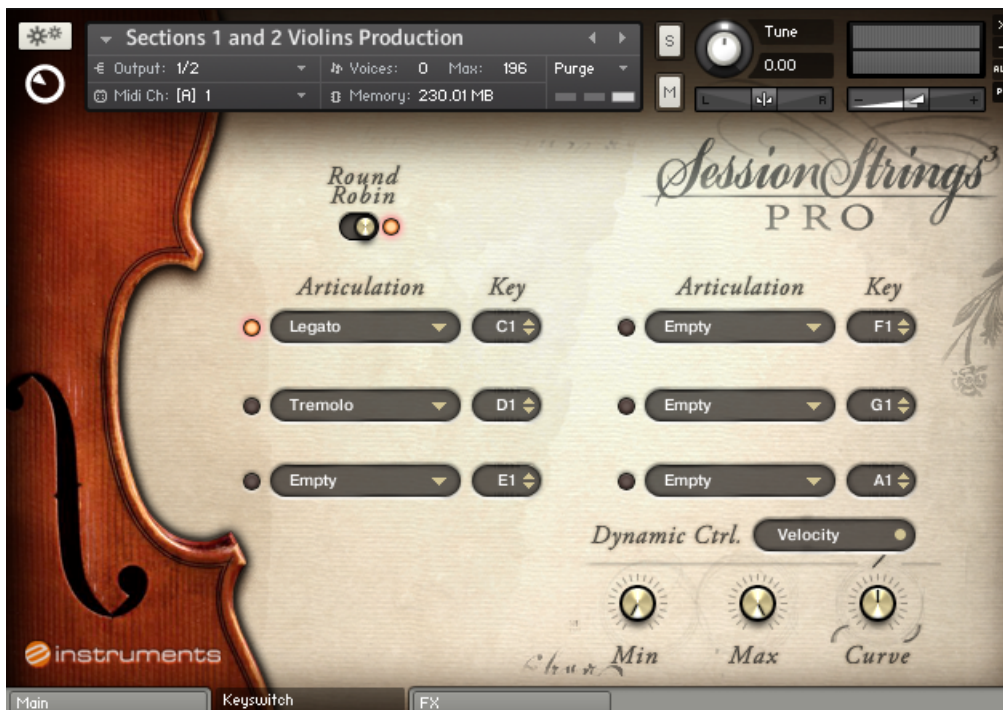 Sections 1 and 2 Violins Production
Output: 1/2 Voices: 0 Max: 196 Purge
Midi Ch: [A] 1 Memory: 230.01 MB
S
M
Tune
0.00
L R
- +
Session Strings³
PRO
Round
Robin
Articulation Key Articulation Key
Legato C1 Empty F1
Tremolo D1 Empty G1
Empty E1 Empty A1
Dynamic Ctrl. Velocity
Min Max Curve
instruments
Main Keyswitch FX